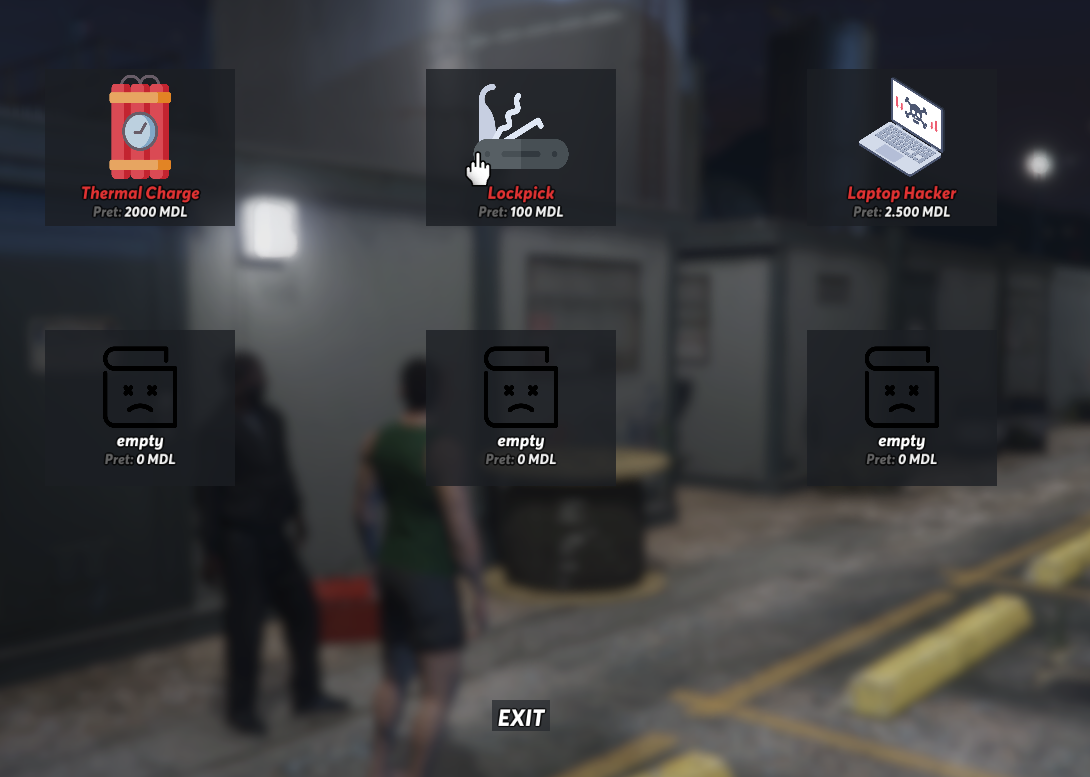 Thermal Charge
Pret: 2000 MDL
Lockpick
Pret: 100 MDL
Laptop Hacker
Pret: 2.500 MDL
empty
Pret: 0 MDL
empty
Pret: 0 MDL
empty
Pret: 0 MDL
EXIT